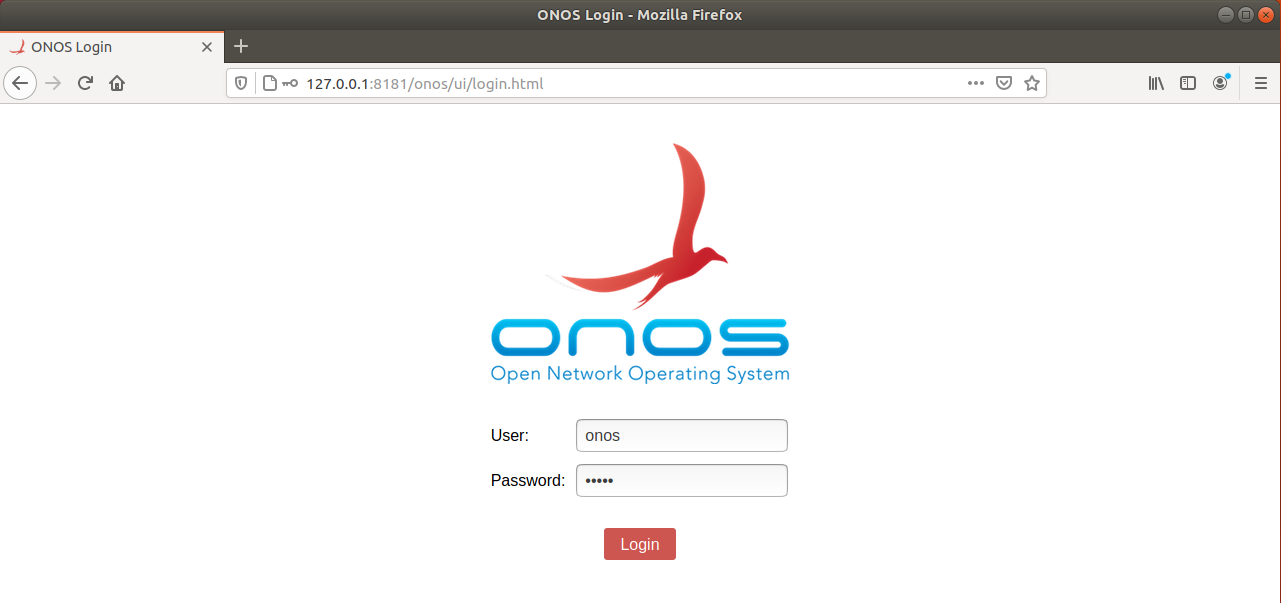 ONOS Login - Mozilla Firefox
ONOS Login
127.0.0.1:8181/onos/ui/login.html
onos
Open Network Operating System
User: onos
Password: •••••
Login